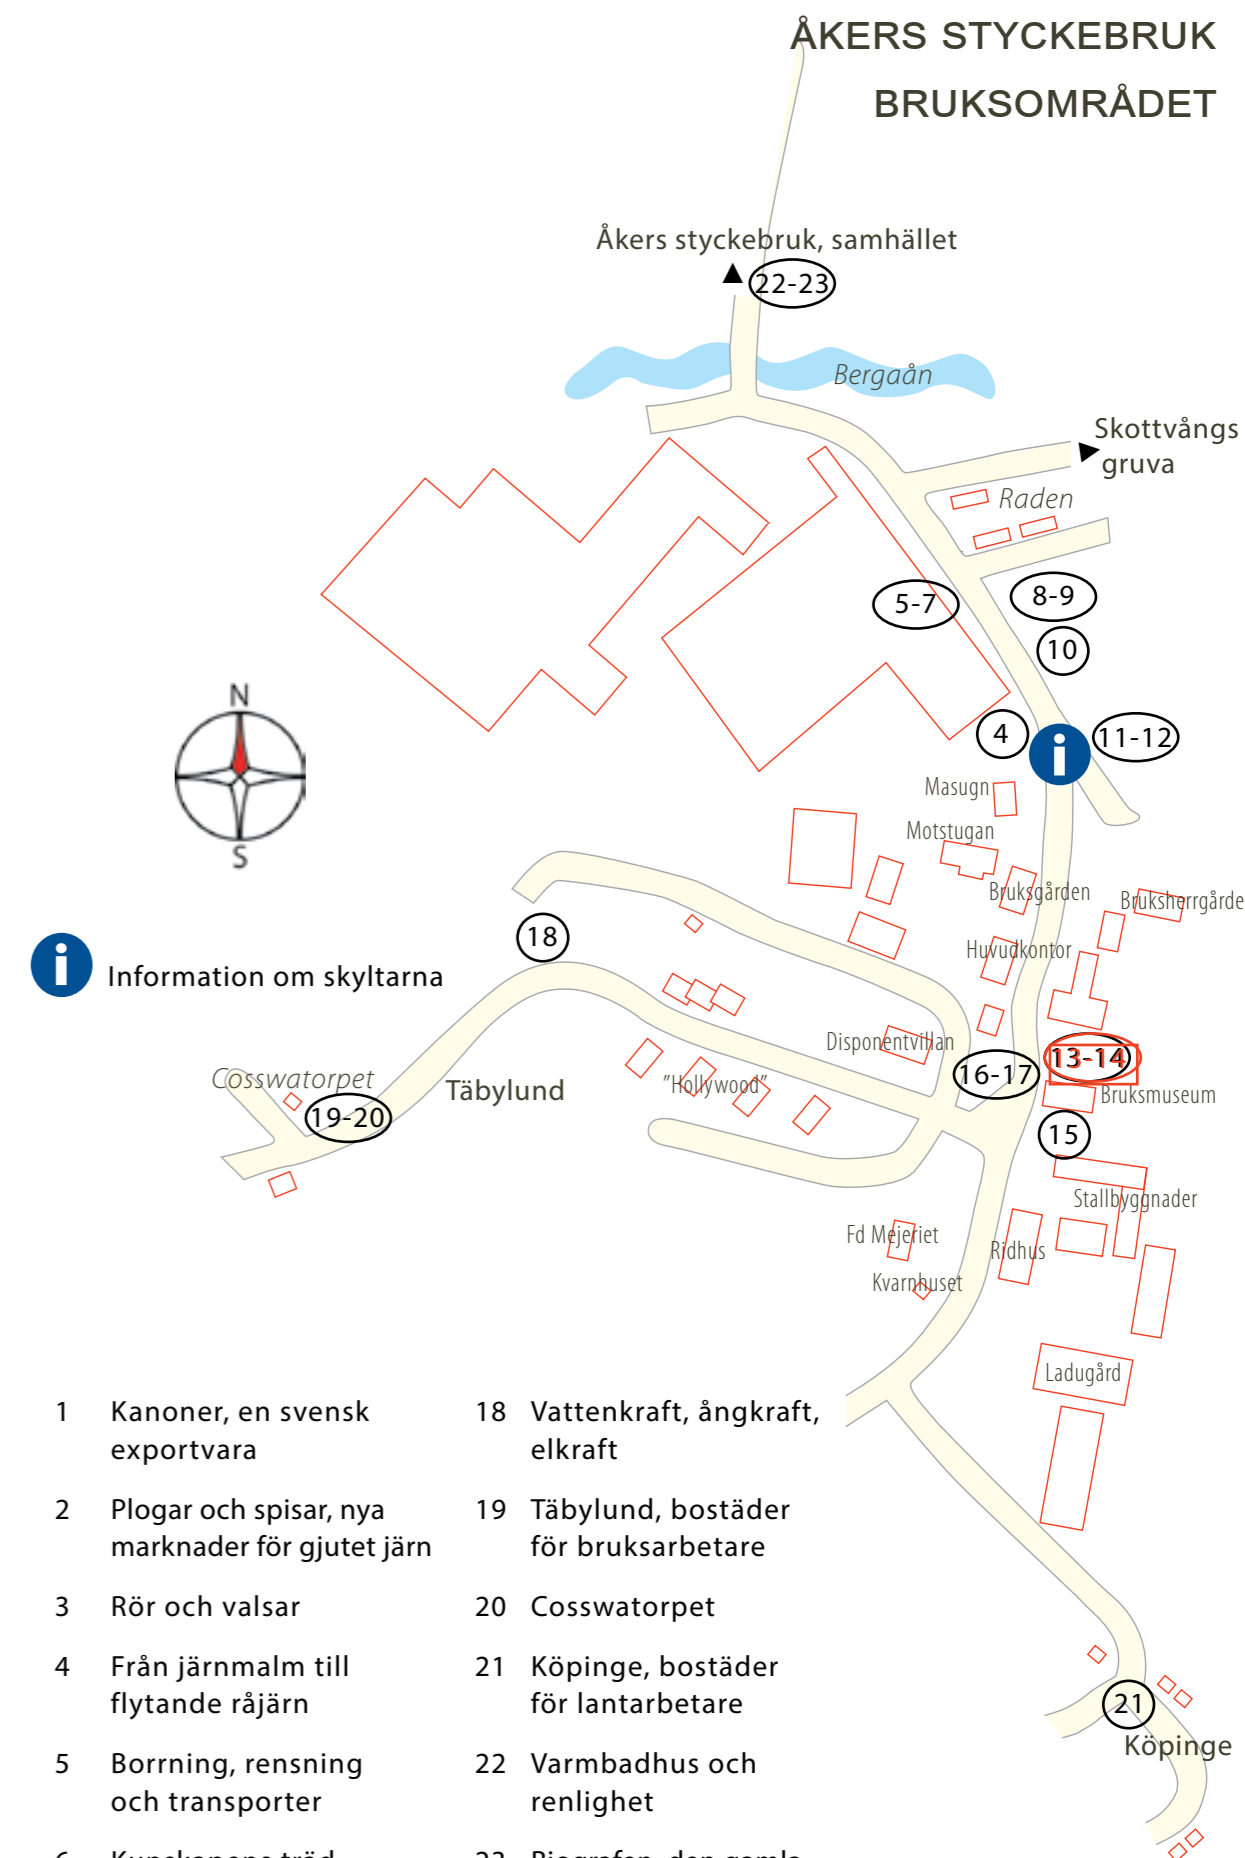 ÅKERS STYCKEBRUK
BRUKSOMRÅDET
Åkers styckebruk, samhället
22-23
Bergaån
Skottvångs
gruva
Raden
5-7
8-9
10
N
S
4
i
11-12
Masugn
Motstugan
Bruksgården
Bruksherrgårde
18
Huvudkontor
i Information om skyltarna
Disponentvillan
13-14
16-17
Cosswatorpet
Täbylund
"Hollywood"
Bruksmuseum
19-20
15
Stallbyggnader
Fd Mejeriet
Ridhus
Kvarnhuset
Ladugård
1 Kanoner, en svensk
exportvara
2 Plogar och spisar, nya
marknader för gjutet järn
3 Rör och valsar
4 Från järnmalm till
flytande råjärn
5 Borrning, rensning
och transporter
18 Vattenkraft, ångkraft,
elkraft
19 Täbylund, bostäder
för bruksarbetare
20 Cosswatorpet
21 Köpinge, bostäder
för lantarbetare
22 Varmbadhus och
renlighet
21
Köpinge